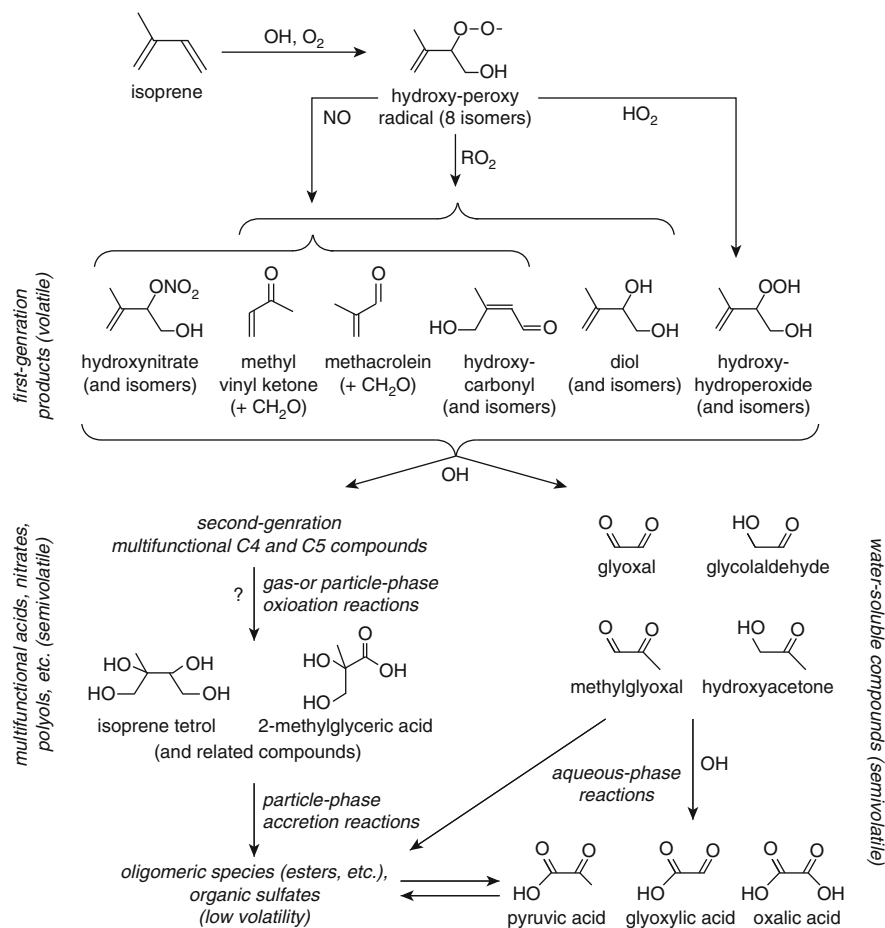 OH, O2
O
O-
OH
isoprene
hydroxy-peroxy
radical (8 isomers)
NO
RO2
HO2
first-genration
products (volatile)
ONO2
OH
O
O
HO
O
OH
OH
OOH
OH
hydroxynitrate
(and isomers)
methyl
vinyl ketone
(+ CH2O)
methacrolein
(+ CH2O)
hydroxy-
carbonyl
(and isomers)
diol
(and isomers)
hydroxy-
hydroperoxide
(and isomers)
OH
multifunctional acids, nitrates,
polyols, etc. (semivolatile)
second-genration
multifunctional C4 and C5 compounds
?
gas-or particle-phase
oxioation reactions
HO
OH
HO
OH
isoprene tetrol
O
HO
OH
HO
2-methylglyceric acid
(and related compounds)
particle-phase
accretion reactions
oligomeric species (esters, etc.),
organic sulfates
(low volatility)
water-soluble compounds (semivolatile)
O
O
glyoxal
HO
O
glycolaldehyde
O
O
methylglyoxal
HO
O
hydroxyacetone
aqueous-phase
reactions
OH
O
O
HO
pyruvic acid
O
O
HO
glyoxylic acid
O
O
HO
OH
oxalic acid